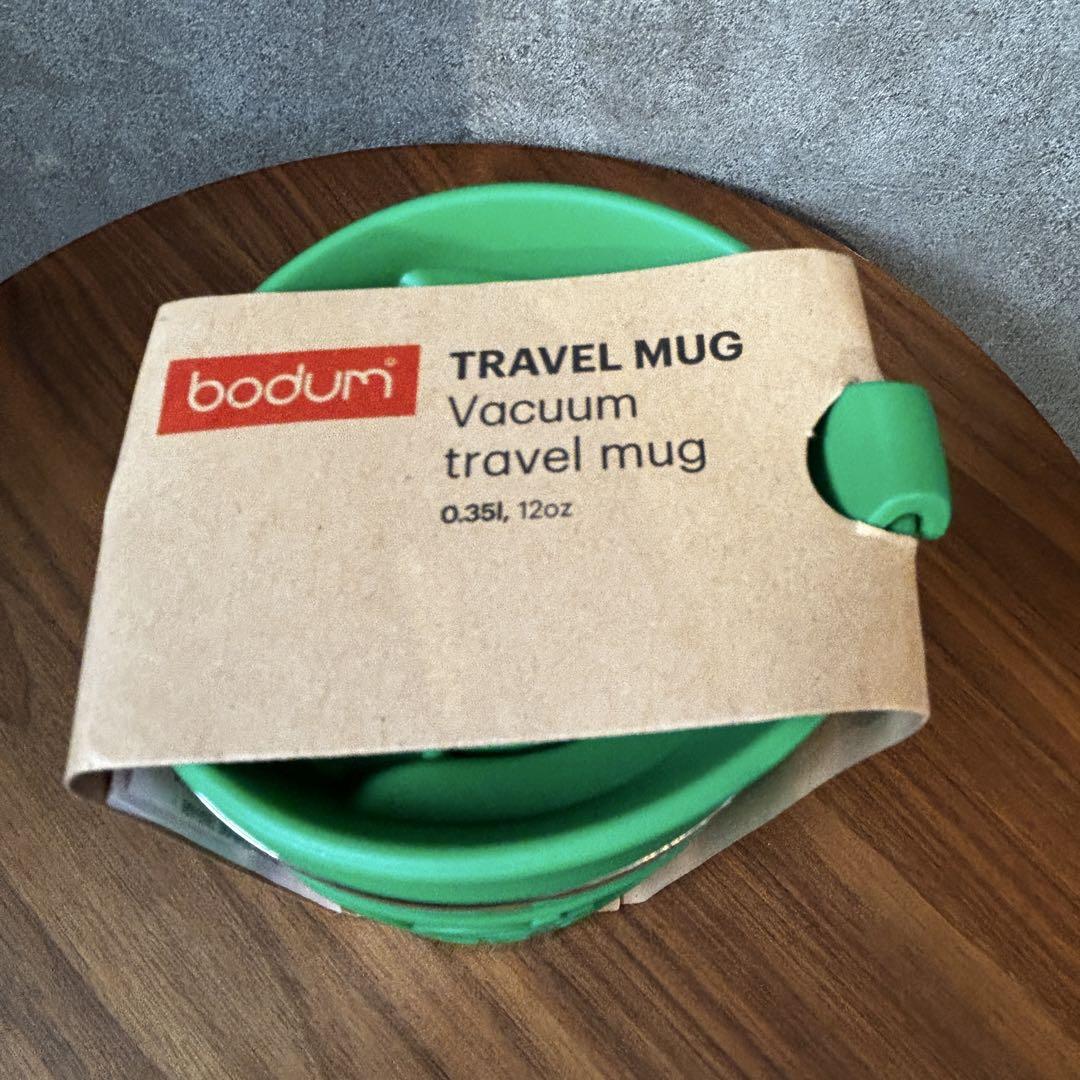 bodum®
TRAVEL MUG
Vacuum
travel mug
0.35l, 12oz